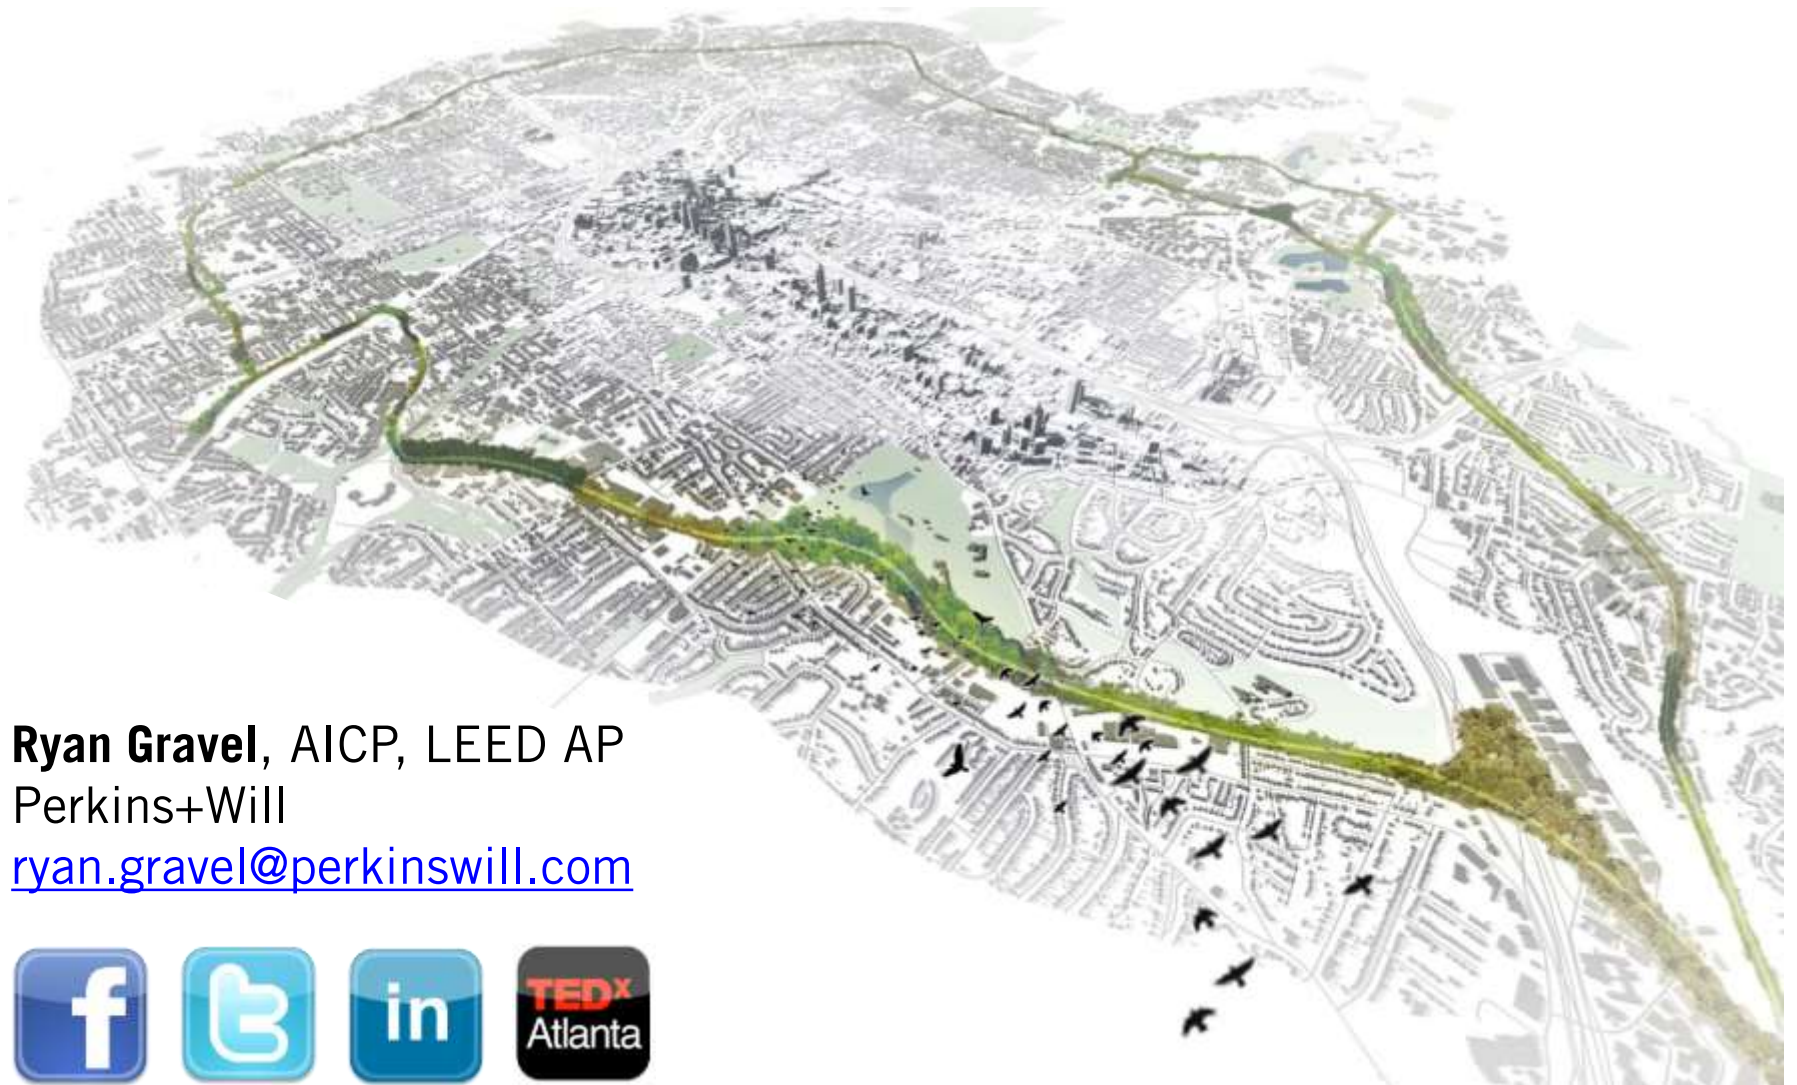 Ryan Gravel, AICP, LEED AP
Perkins+Will
ryan.gravel@perkinswill.com
f
t
in
TEDx
Atlanta